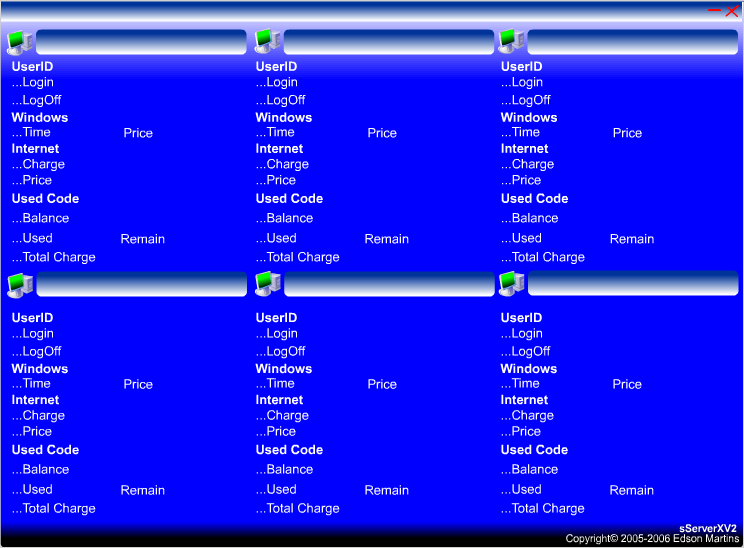 UserID UserID UserID
...Login ...Login ...Login
...LogOff ...LogOff ...LogOff
Windows Windows Windows
...Time Price ...Time Price ...Time Price
Internet Internet Internet
...Charge ...Charge ...Charge
...Price ...Price ...Price
Used Code Used Code Used Code
...Balance ...Balance ...Balance
...Used Remain ...Used Remain ...Used Remain
...Total Charge ...Total Charge ...Total Charge
UserID UserID UserID
...Login ...Login ...Login
...LogOff ...LogOff ...LogOff
Windows Windows Windows
...Time Price ...Time Price ...Time Price
Internet Internet Internet
...Charge ...Charge ...Charge
...Price ...Price ...Price
Used Code Used Code Used Code
...Balance ...Balance ...Balance
...Used Remain ...Used Remain ...Used Remain
...Total Charge ...Total Charge ...Total Charge
sServerXV2
Copyright© 2005-2006 Edson Martins